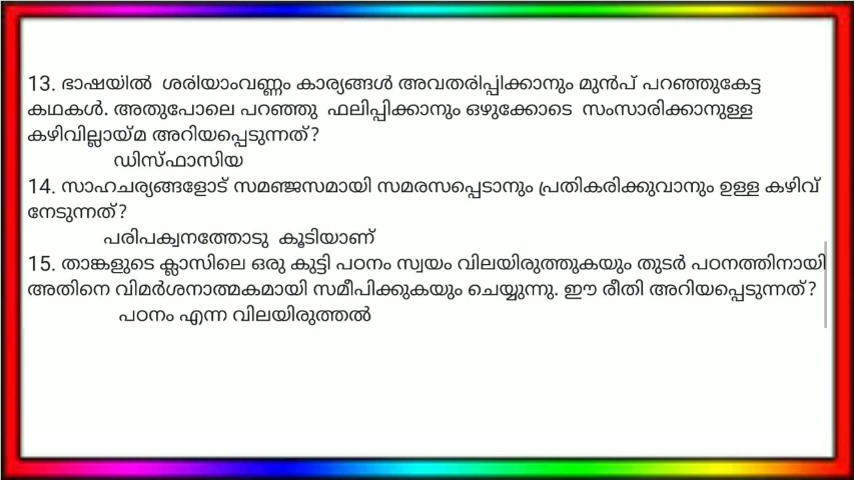 13. ഭാഷയിൽ ശരിയാംവണ്ണം കാര്യങ്ങൾ അവതരിപ്പിക്കാനും മുൻപ് പറഞ്ഞുകേട്ട
കഥകൾ. അതുപോലെ പറഞ്ഞു ഫലിപ്പിക്കാനും ഒഴുക്കോടെ സംസാരിക്കാനുള്ള
കഴിവില്ലായ്മ അറിയപ്പെടുന്നത്?
ഡിസ്ഫാസിയ
14. സാഹചര്യങ്ങളോട് സമഞ്ജസമായി സമരസപ്പെടാനും പ്രതികരിക്കുവാനും ഉള്ള കഴിവ്
നേടുന്നത്?
പരിപക്വനത്തോടു കൂടിയാണ്
15. താങ്കളുടെ ക്ലാസിലെ ഒരു കുട്ടി പഠനം സ്വയം വിലയിരുത്തുകയും തുടർ പഠനത്തിനായി
അതിനെ വിമർശനാത്മകമായി സമീപിക്കുകയും ചെയ്യുന്നു. ഈ രീതി അറിയപ്പെടുന്നത്?
പഠനം എന്ന വിലയിരുത്തൽ